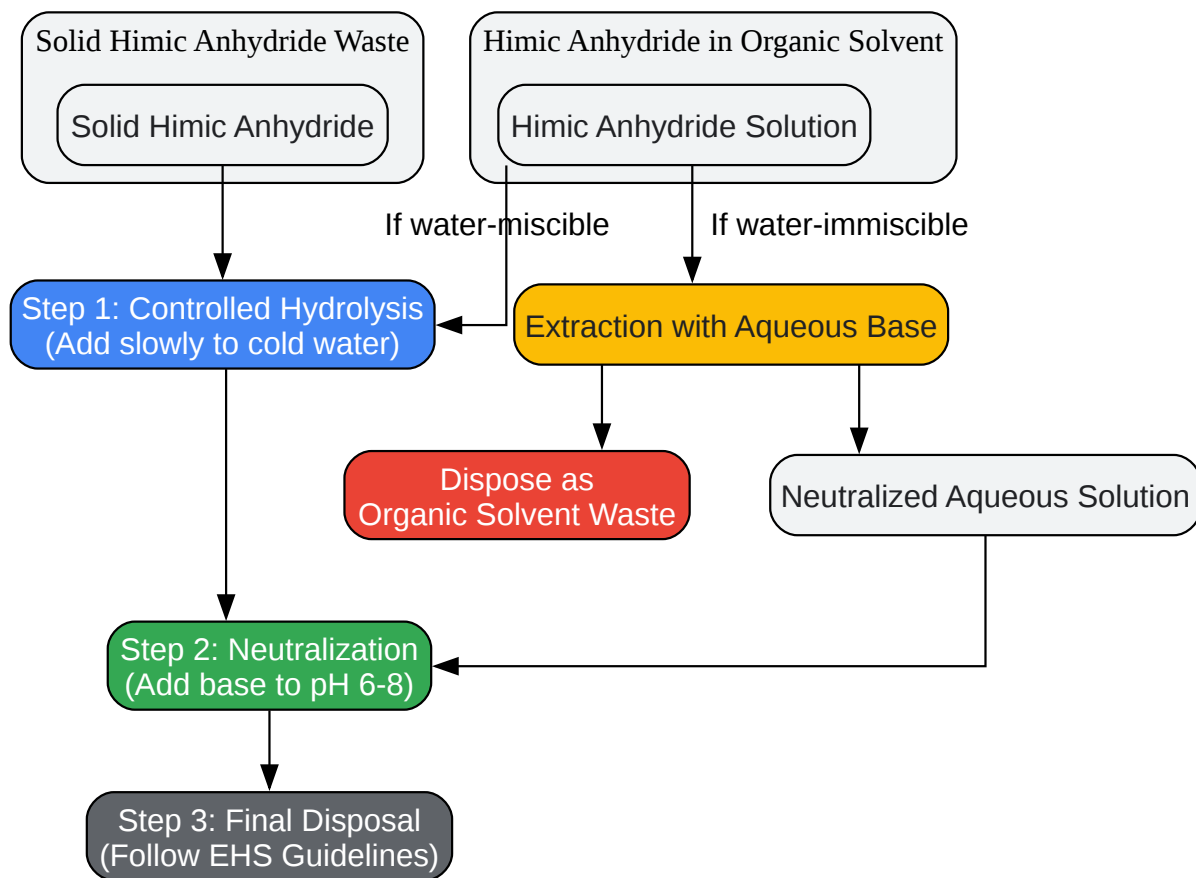 Solid Himic Anhydride Waste
Himic Anhydride in Organic Solvent
Solid Himic Anhydride
Himic Anhydride Solution
If water-miscible
If water-immiscible
Step 1: Controlled Hydrolysis
(Add slowly to cold water)
Extraction with Aqueous Base
Dispose as
Organic Solvent Waste
Neutralized Aqueous Solution
Step 2: Neutralization
(Add base to pH 6-8)
Step 3: Final Disposal
(Follow EHS Guidelines)